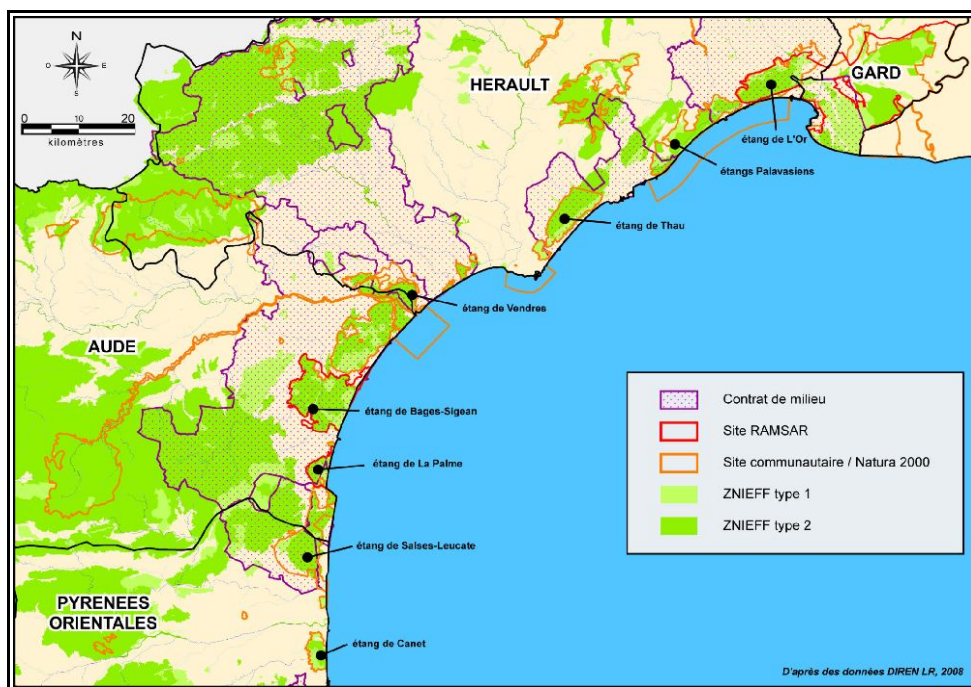 N
O
E
S
0 10 20
kilomètres
HERAULT
GARD
étang de L'Or
étangs Palavasiens
étang de Thau
étang de Vendres
AUDE
étang de Bages-Sigean
étang de La Palme
étang de Salses-Leucate
PYRENEES
ORIENTALES
étang de Canet
Contrat de milieu
Site RAMSAR
Site communautaire / Natura 2000
ZNIEFF type 1
ZNIEFF type 2
D'après des données DIREN LR, 2008